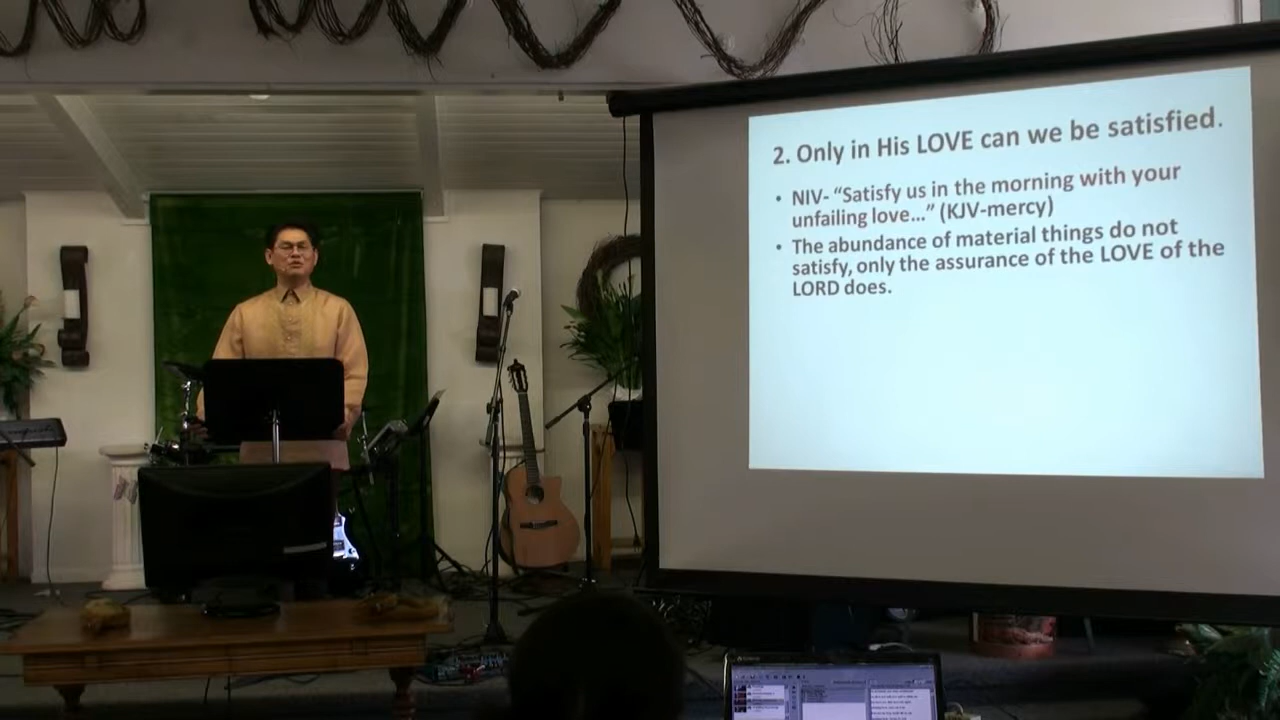 2. Only in His LOVE can we be satisfied.
• NIV- “Satisfy us in the morning with your
unfailing love...” (KJV-mercy)
• The abundance of material things do not
satisfy, only the assurance of the LOVE of the
LORD does.